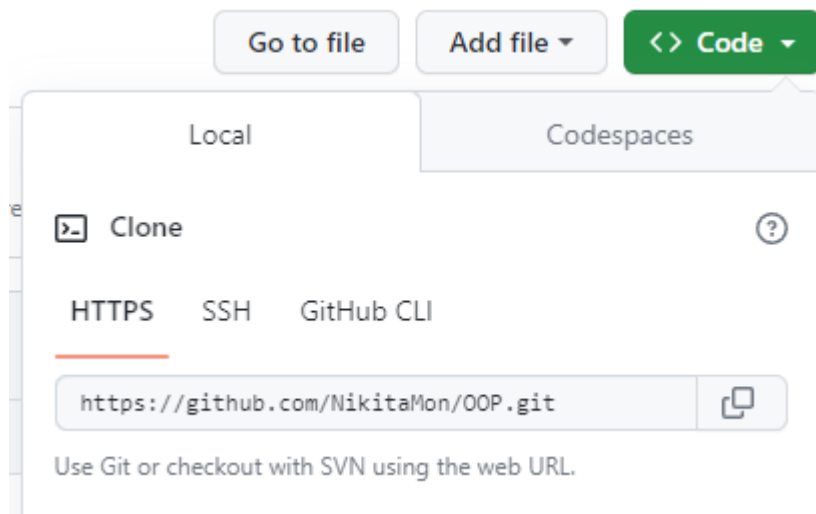 Go to file Add file <> Code
Local Codespaces
Clone
HTTPS SSH GitHub CLI
https://github.com/NikitaMon/OOP.git
Use Git or checkout with SVN using the web URL.